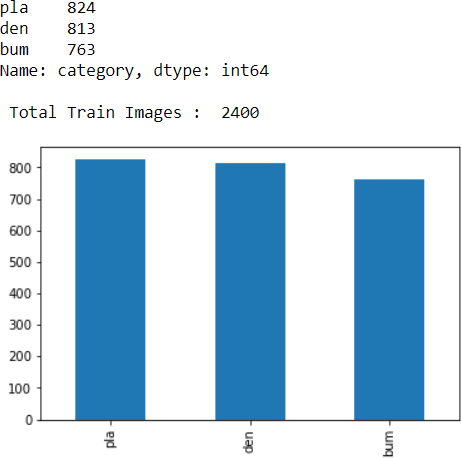 pla    824
den    813
bum    763
Name: category, dtype: int64
Total Train Images :  2400
800
700
600
500
400
300
200
100
0
pla
den
bum